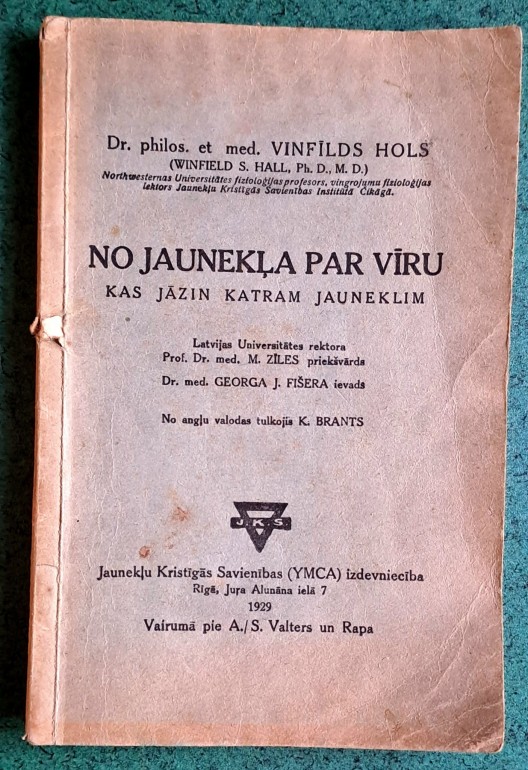 Dr. philos. et med. VINFĪLDS HOLS
(WINFIELD S. HALL, Ph. D., M. D.)
Northwesternas Universitātes fizioloģijas profesors, vingrojumu fizioloģijas
lektors Jaunekļu Kristīgās Savienības Institūtā Čikāgā.
NO JAUNEKĻA PAR VĪRU
KAS JĀZIN KATRAM JAUNEKLIM
Latvijas Universitātes rektora
Prof. Dr. med. M. ZĪLES priekšvārds
Dr. med. GEORGA J. FIŠERA ievads
No angļu valodas tulkojis K. BRANTS
J.K.S.
Jaunekļu Kristīgās Savienības (YMCA) izdevniecība
Rīgā, Jura Alunāna ielā 7
1929
Vairumā pie A./S. Valters un Rapa